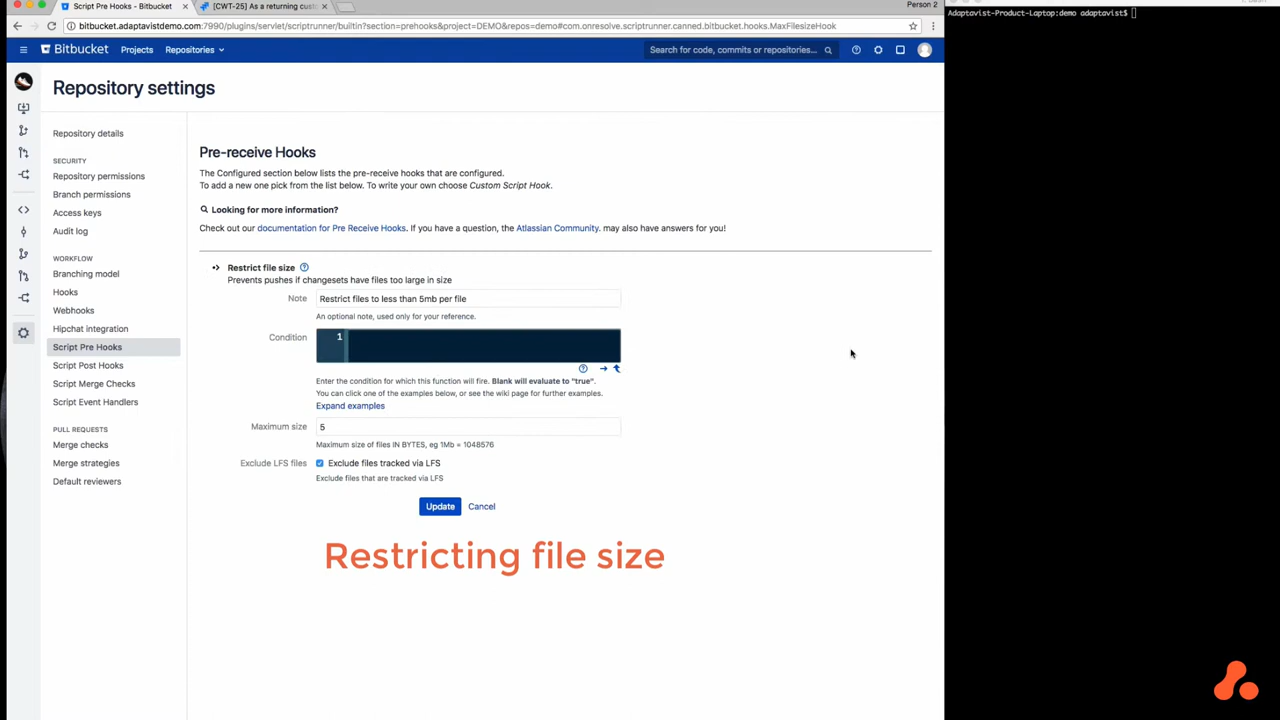 Script Pre Hooks - Bitbucket
[CWT-25] As a returning cust
Person 2
bitbucket.adaptavistdemo.com:7990/plugins/servlet/scriptrunner/builtin?section=prehooks&project=DEMO&repos=demo#com.onresolve.scriptrunner.canned.bitbucket.hooks.MaxFilesizeHook
Adaptavist-Product-Laptop:demo adaptavist$
Bitbucket
Projects
Repositories
Search for code, commits or repositories...
Repository settings
Repository details
SECURITY
Repository permissions
Branch permissions
Access keys
Audit log
WORKFLOW
Branching model
Hooks
Webhooks
Hipchat integration
Script Pre Hooks
Script Post Hooks
Script Merge Checks
Script Event Handlers
PULL REQUESTS
Merge checks
Merge strategies
Default reviewers
Pre-receive Hooks
The Configured section below lists the pre-receive hooks that are configured.
To add a new one pick from the list below. To write your own choose Custom Script Hook.
Looking for more information?
Check out our documentation for Pre Receive Hooks. If you have a question, the Atlassian Community. may also have answers for you!
Restrict file size
Prevents pushes if changesets have files too large in size
Note
Restrict files to less than 5mb per file
An optional note, used only for your reference.
Condition
1
Enter the condition for which this function will fire. Blank will evaluate to "true".
You can click one of the examples below, or see the wiki page for further examples.
Expand examples
Maximum size
5
Maximum size of files IN BYTES, eg 1Mb = 1048576
Exclude LFS files
Exclude files tracked via LFS
Exclude files that are tracked via LFS
Update
Cancel
Restricting file size